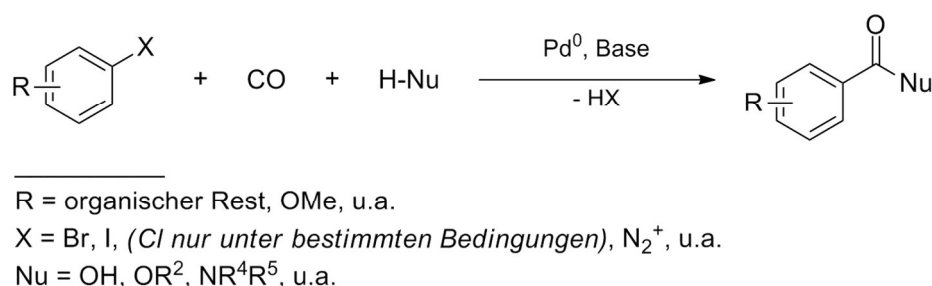 R X + CO + H-Nu Pd⁰, Base - HX R O Nu
R = organischer Rest, OMe, u.a.
X = Br, I, (Cl nur unter bestimmten Bedingungen), N₂⁺, u.a.
Nu = OH, OR², NR⁴R⁵, u.a.